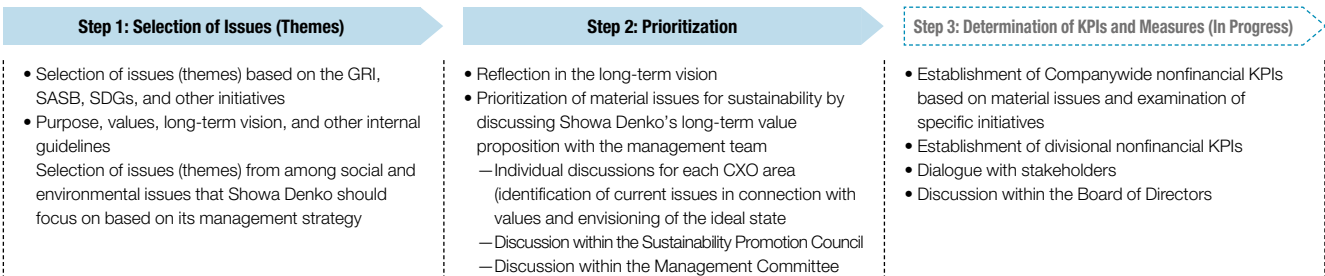 Step 1: Selection of Issues (Themes)
• Selection of issues (themes) based on the GRI,
SASB, SDGs, and other initiatives
• Purpose, values, long-term vision, and other internal
guidelines
Selection of issues (themes) from among social and
environmental issues that Showa Denko should
focus on based on its management strategy
Step 2: Prioritization
• Reflection in the long-term vision
• Prioritization of material issues for sustainability by
discussing Showa Denko's long-term value
proposition with the management team
—Individual discussions for each CXO area
(identification of current issues in connection with
values and envisioning of the ideal state
—Discussion within the Sustainability Promotion Council
—Discussion within the Management Committee
Step 3: Determination of KPIs and Measures (In Progress)
• Establishment of Companywide nonfinancial KPIs
based on material issues and examination of
specific initiatives
• Establishment of divisional nonfinancial KPIs
• Dialogue with stakeholders
• Discussion within the Board of Directors